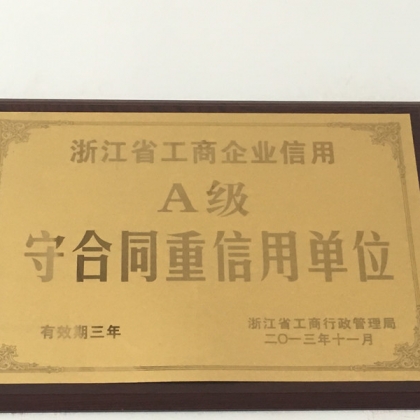 浙江省工商企业信用
A级
守合同重信用单位
有效期三年
浙江省工商行政管理局
二〇一三年十一月